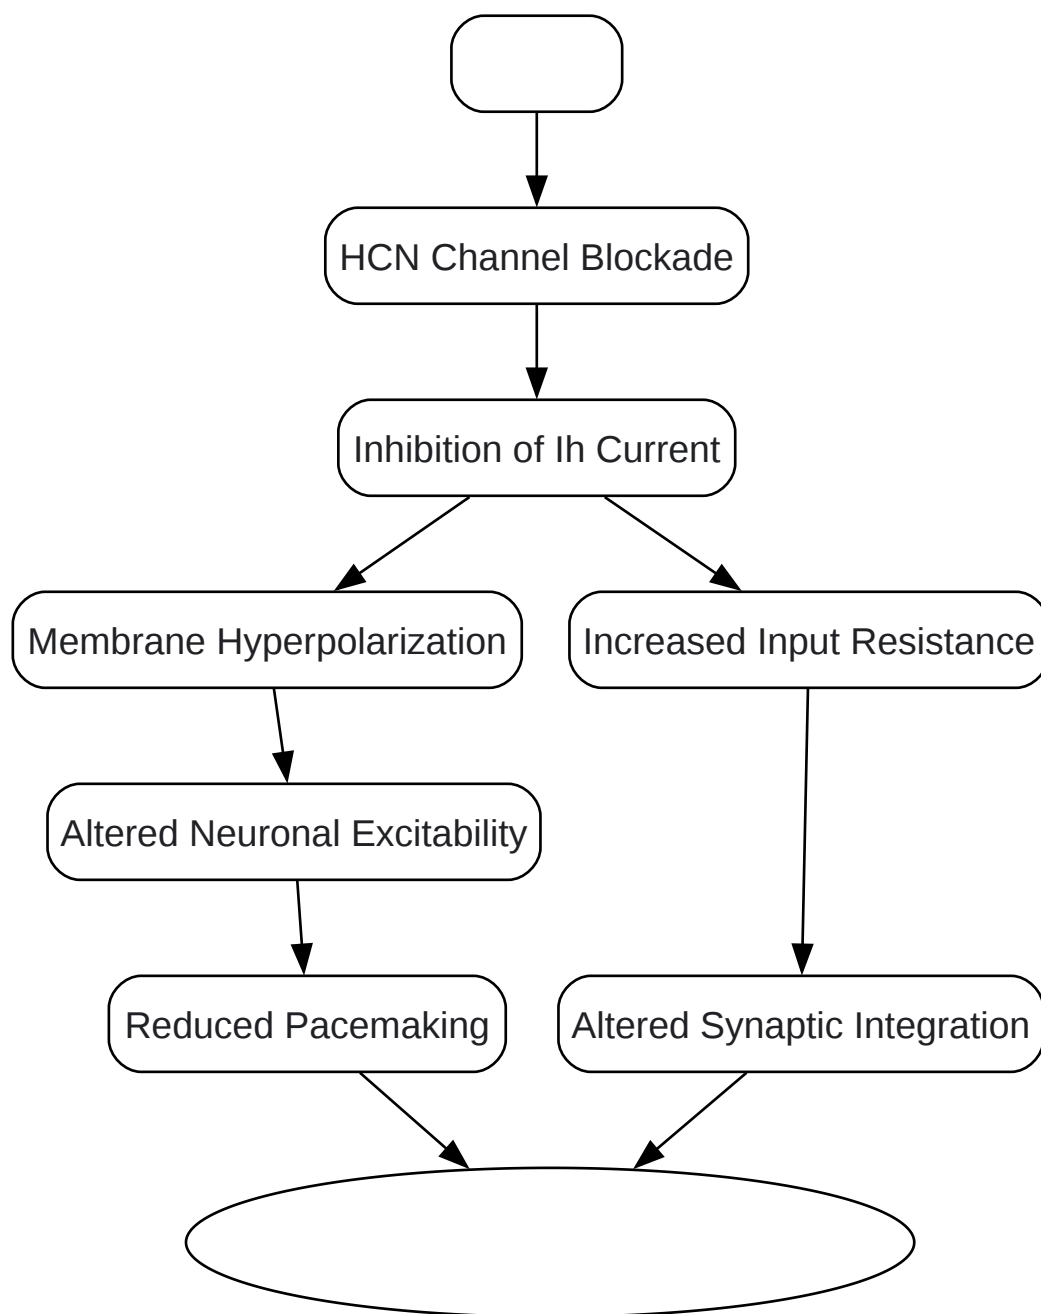 HCN Channel Blockade
Inhibition of Ih Current
Membrane Hyperpolarization
Increased Input Resistance
Altered Neuronal Excitability
Reduced Pacemaking
Altered Synaptic Integration